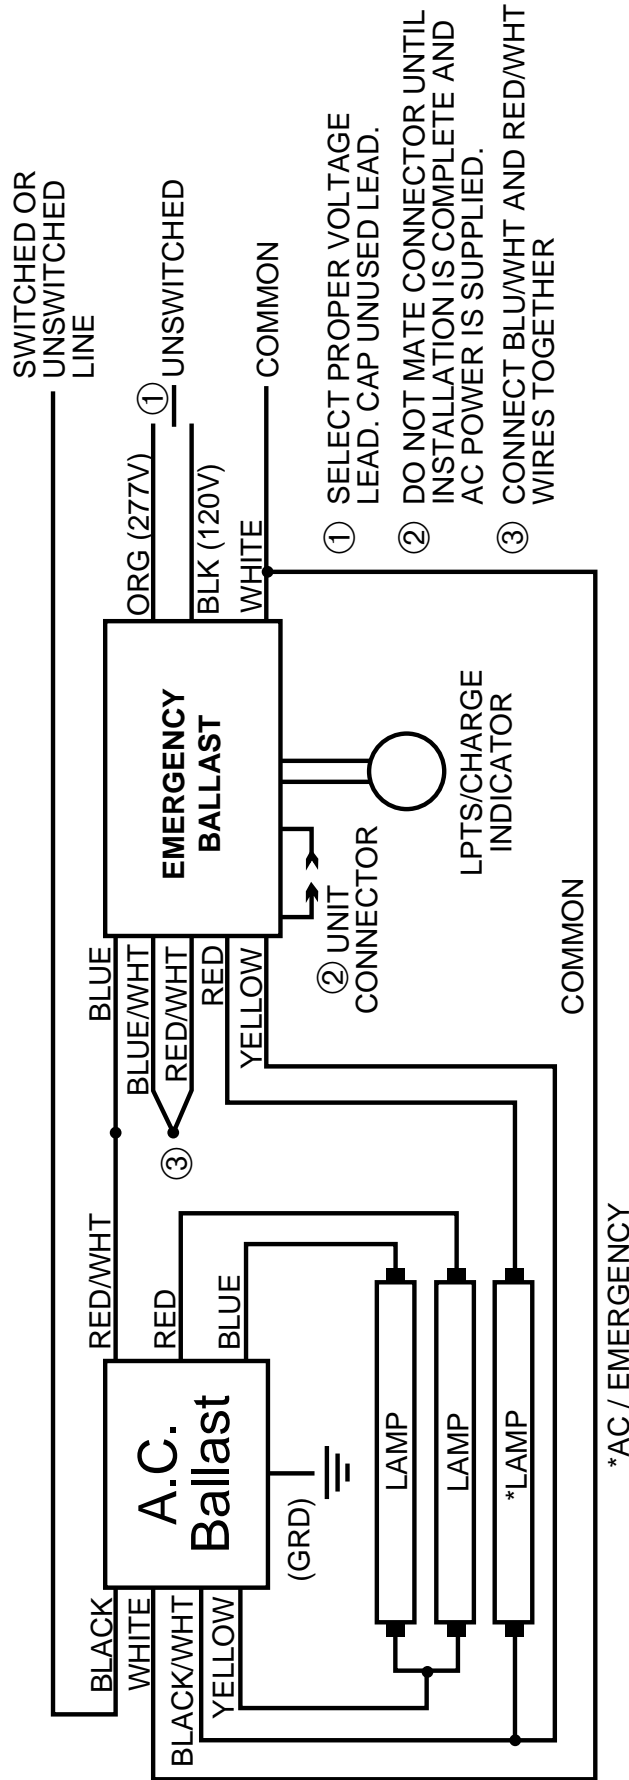 SWITCHED OR
UNSWITCHED
LINE
①
UNSWITCHED
COMMON
ORG (277V)
BLK (120V)
WHITE
EMERGENCY
BALLAST
BLUE
BLUE/WHT
RED/WHT
RED
YELLOW
③
② UNIT
CONNECTOR
LPTS/CHARGE
INDICATOR
COMMON
RED/WHT
RED
BLUE
A.C.
Ballast
(GRD)
BLACK
WHITE
BLACK/WHT
YELLOW
LAMP
LAMP
*LAMP
*AC / EMERGENCY
① SELECT PROPER VOLTAGE
LEAD. CAP UNUSED LEAD.
② DO NOT MATE CONNECTOR UNTIL
INSTALLATION IS COMPLETE AND
AC POWER IS SUPPLIED.
③ CONNECT BLU/WHT AND RED/WHT
WIRES TOGETHER